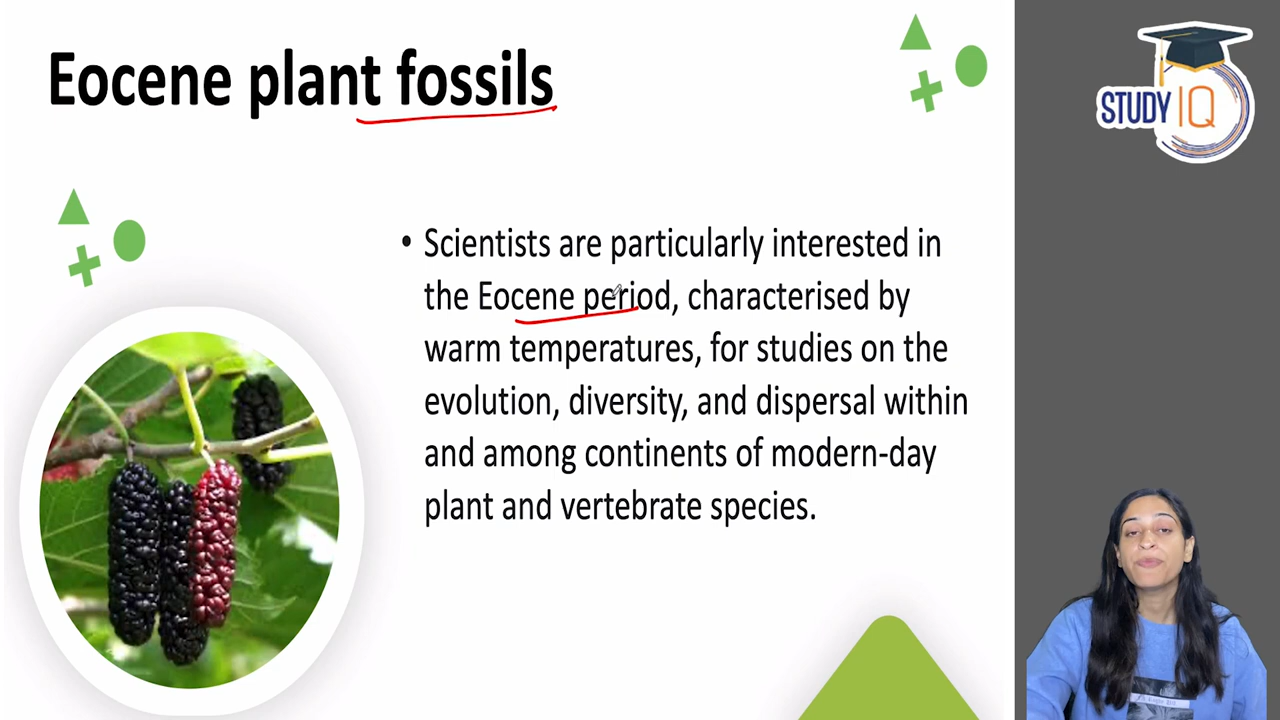 Eocene plant fossils
STUDY IQ
• Scientists are particularly interested in
the Eocene period, characterised by
warm temperatures, for studies on the
evolution, diversity, and dispersal within
and among continents of modern-day
plant and vertebrate species.